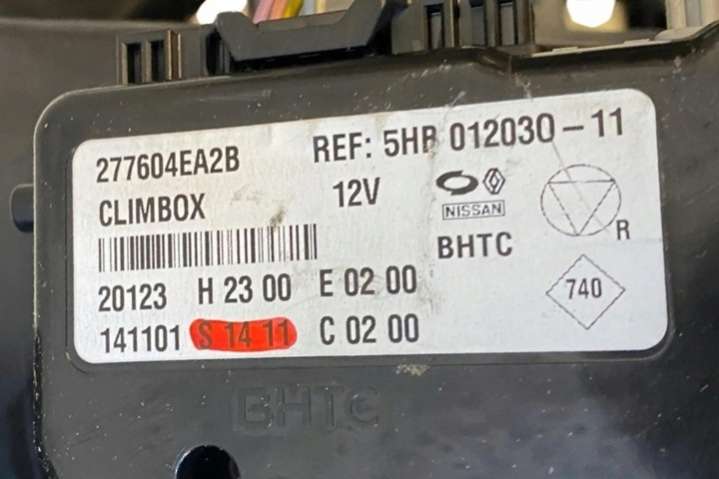 277604EA2B REF: 5HB 012030-11
CLIMBOX 12V
NISSAN
BHTC
R
20123 H 23 00 E 02 00
740
141101 S 14 11 C 02 00
BHTC